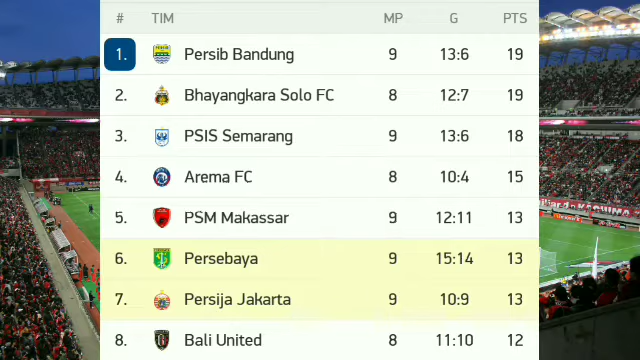 # TIM MP G PTS
1. Persib Bandung 9 13:6 19
2. Bhayangkara Solo FC 8 12:7 19
3. PSIS Semarang 9 13:6 18
4. Arema FC 8 10:4 15
5. PSM Makassar 9 12:11 13
6. Persebaya 9 15:14 13
7. Persija Jakarta 9 10:9 13
8. Bali United 8 11:10 12